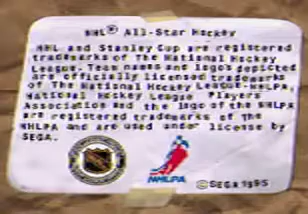 NHL® All-Star Hockey
NHL and Stanley Cup are registered
trademarks of The National Hockey
League. Team names and logos depicted
are officially licensed trademarks
of The National Hockey League-NHLPA,
National Hockey League Players
Association and the logo of the NHLPA
are registered trademarks of the
NHLPA and are used under license by
SEGA.
NHLPA
©SEGA 1995